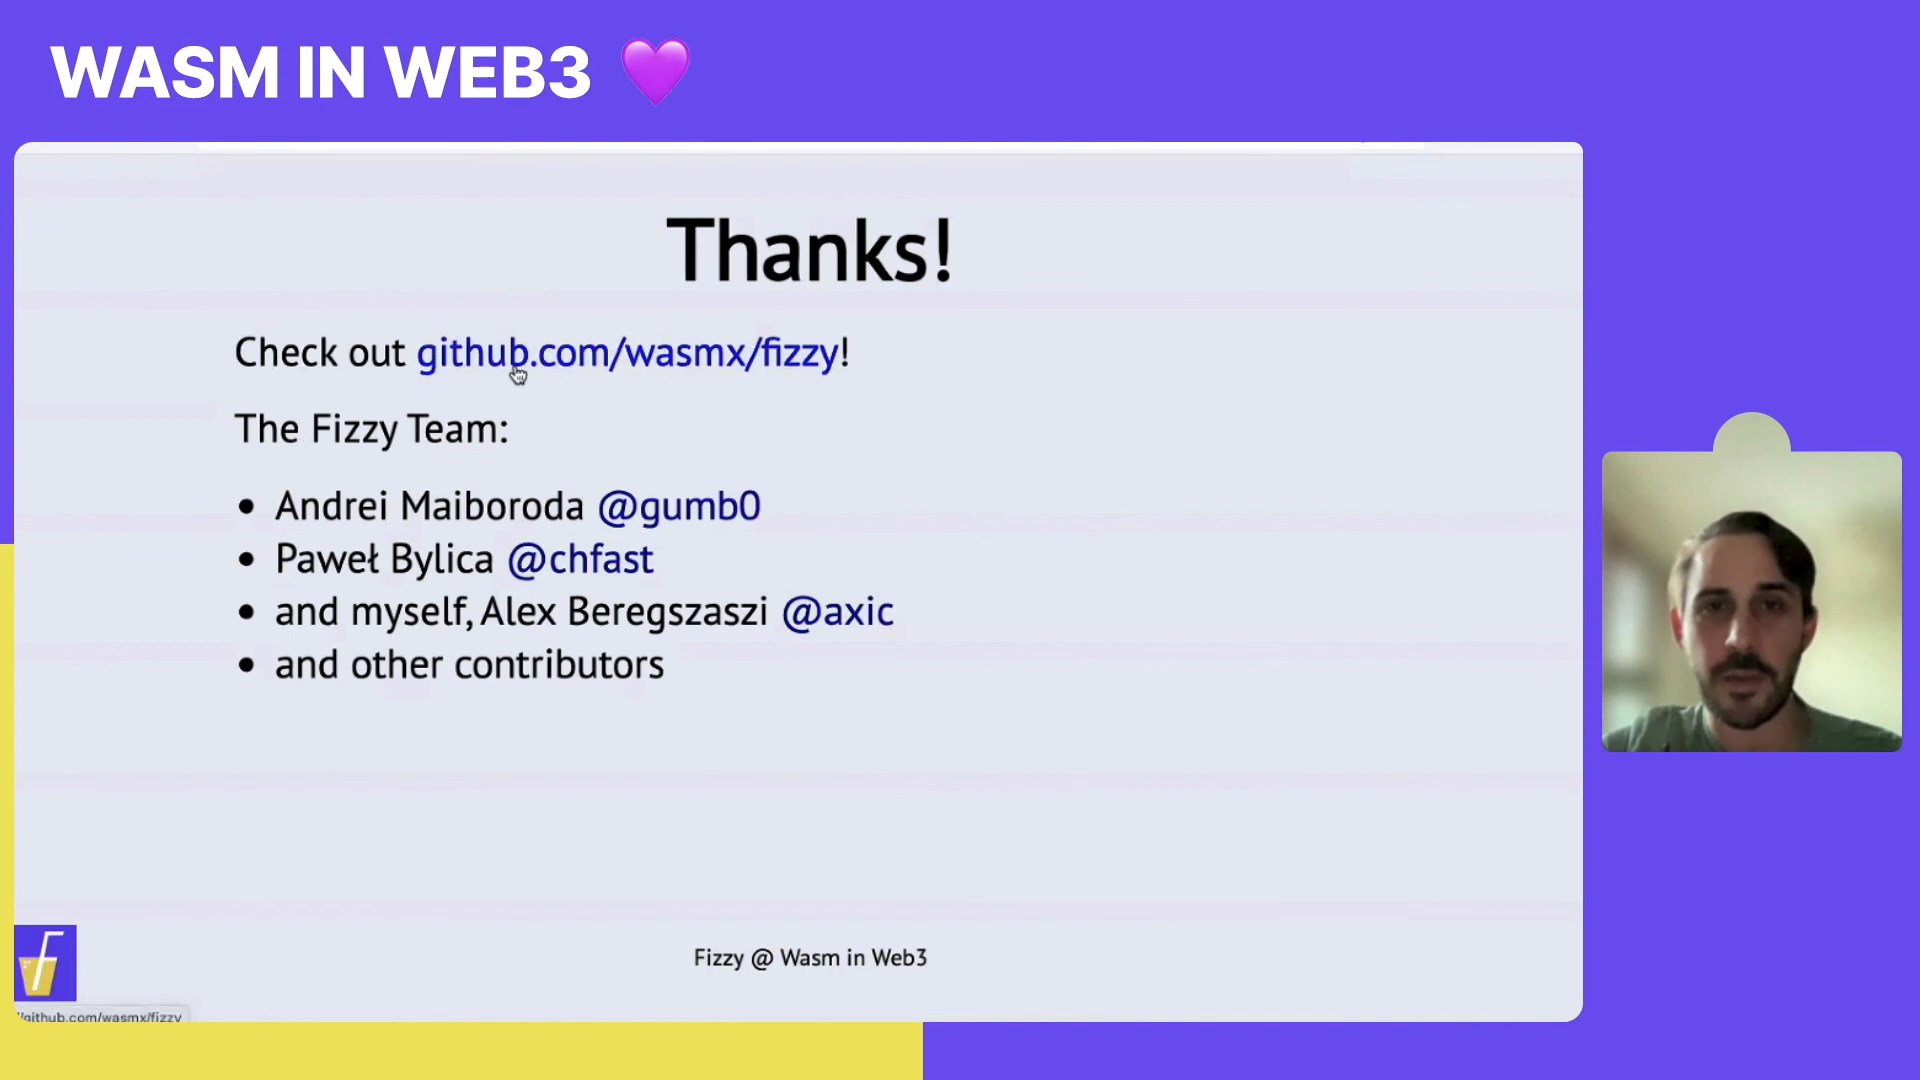 WASM IN WEB3 💜
Thanks!
Check out github.com/wasmx/fizzy!
The Fizzy Team:
• Andrei Maiboroda @gumb0
• Paweł Bylica @chfast
• and myself, Alex Beregszaszi @axic
• and other contributors
f
Fizzy @ Wasm in Web3
/github.com/wasmx/fizzy